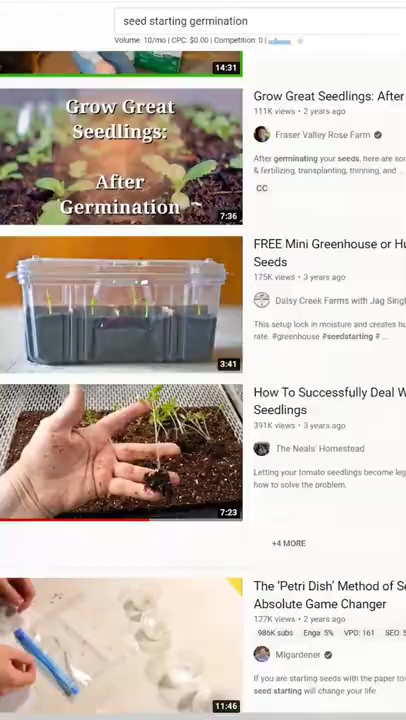 seed starting germination
Volume: 10/mo | CPC: $0.00 | Competition: 0 |
14:31
Grow Great
Seedlings:
After
Germination
7:36
Grow Great Seedlings: After
111K views • 2 years ago
Fraser Valley Rose Farm
After germinating your seeds, here are
& fertilizing, transplanting, thinning, and ...
CC
3:41
FREE Mini Greenhouse or
Seeds
175K views • 3 years ago
Daisy Creek Farms with Jag
This setup lock in moisture and creates
rate. #greenhouse #seedstarting # ...
7:23
How To Successfully Deal
Seedlings
391K views • 3 years ago
The Neals' Homestead
Letting your tomato seedlings become
how to solve the problem.
+4 MORE
11:46
The 'Petri Dish' Method of
Absolute Game Changer
127K views • 2 years ago
986K subs Enga 5% VPD: 161 SEO:
MIgardener
If you are starting seeds with the paper
seed starting will change your life